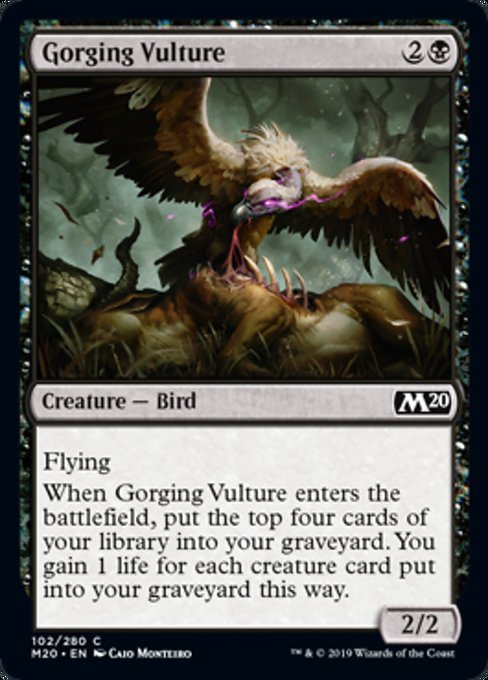 Gorging Vulture 2
Creature — Bird M20
Flying
When Gorging Vulture enters the
battlefield, put the top four cards of
your library into your graveyard. You
gain 1 life for each creature card put
into your graveyard this way.
2/2
102/280 C
M20 • EN Caio Monteiro ™ & © 2019 Wizards of the Coast